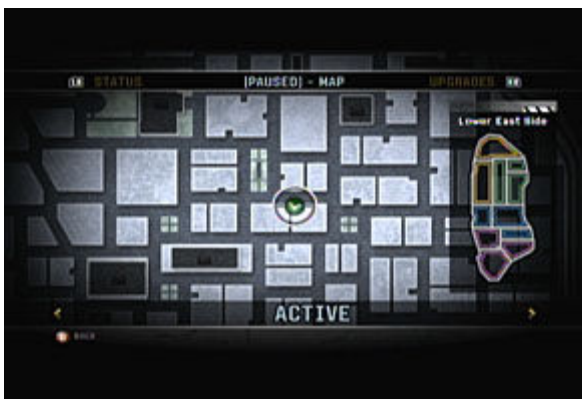 LB STATUS [PAUSED] - MAP UPGRADES RB
Lower East Side
ACTIVE
BACK